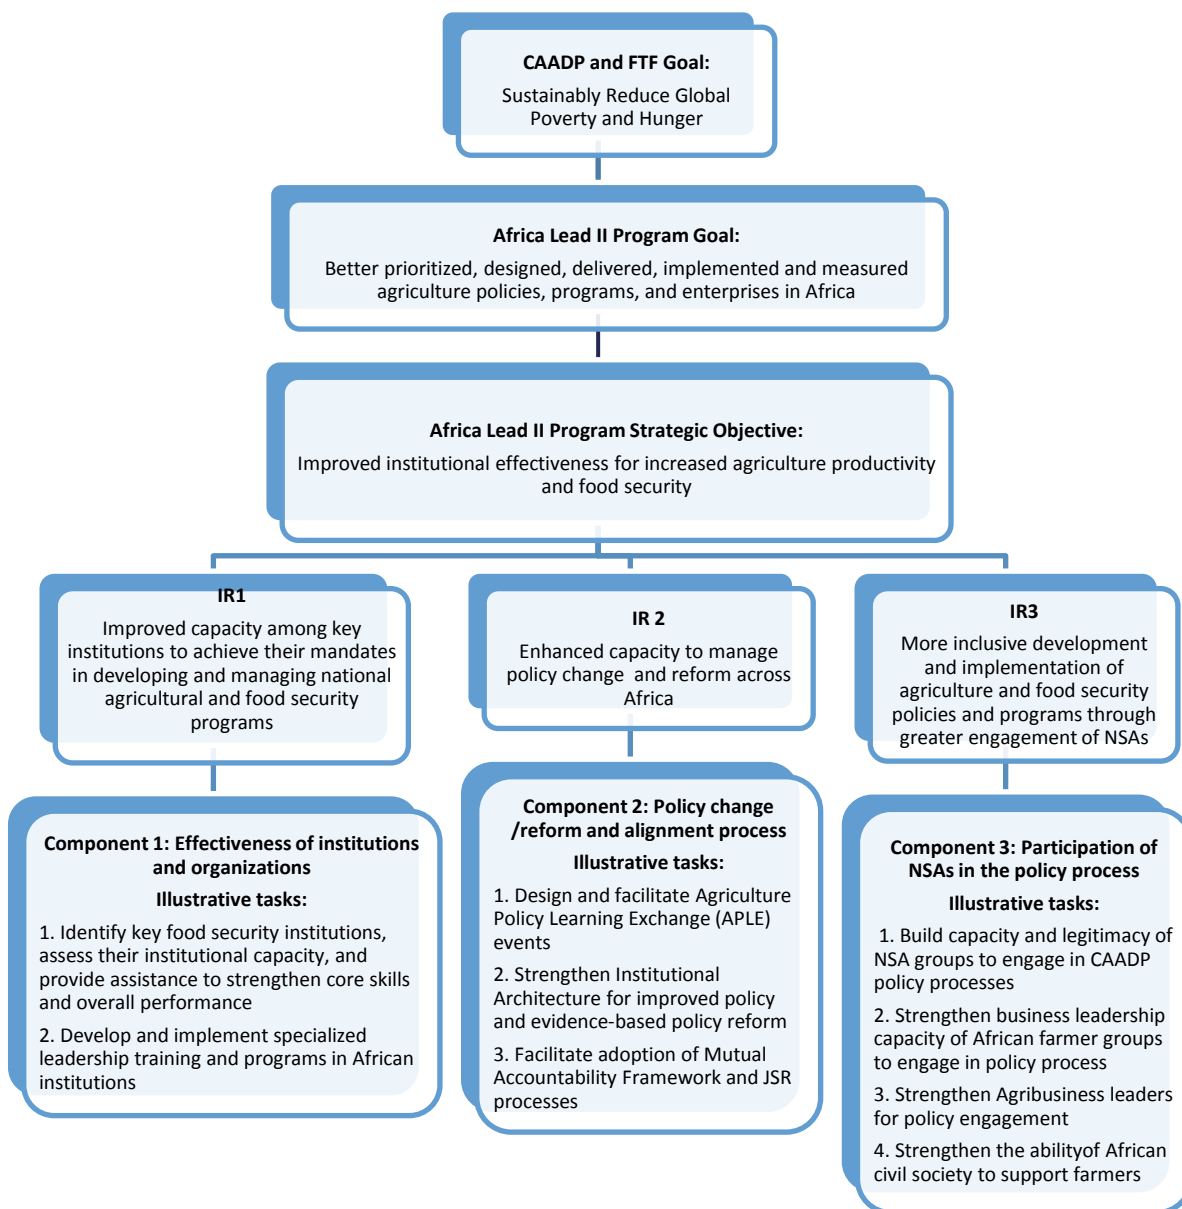 CAADP and FTF Goal:
Sustainably Reduce Global
Poverty and Hunger
Africa Lead II Program Goal:
Better prioritized, designed, delivered, implemented and measured
agriculture policies, programs, and enterprises in Africa
Africa Lead II Program Strategic Objective:
Improved institutional effectiveness for increased agriculture productivity
and food security
IR1
Improved capacity among key
institutions to achieve their mandates
in developing and managing national
agricultural and food security
programs
IR 2
Enhanced capacity to manage
policy change and reform across
Africa
IR3
More inclusive development
and implementation of
agriculture and food security
policies and programs through
greater engagement of NSAs
Component 1: Effectiveness of institutions
and organizations
Illustrative tasks:
1. Identify key food security institutions,
assess their institutional capacity, and
provide assistance to strengthen core skills
and overall performance
2. Develop and implement specialized
leadership training and programs in African
institutions
Component 2: Policy change
/reform and alignment process
Illustrative tasks:
1. Design and facilitate Agriculture
Policy Learning Exchange (APLE)
events
2. Strengthen Institutional
Architecture for improved policy
and evidence-based policy reform
3. Facilitate adoption of Mutual
Accountability Framework and JSR
processes
Component 3: Participation of
NSAs in the policy process
Illustrative tasks:
1. Build capacity and legitimacy of
NSA groups to engage in CAADP
policy processes
2. Strengthen business leadership
capacity of African farmer groups
to engage in policy process
3. Strengthen Agribusiness leaders
for policy engagement
4. Strengthen the abilityof African
civil society to support farmers